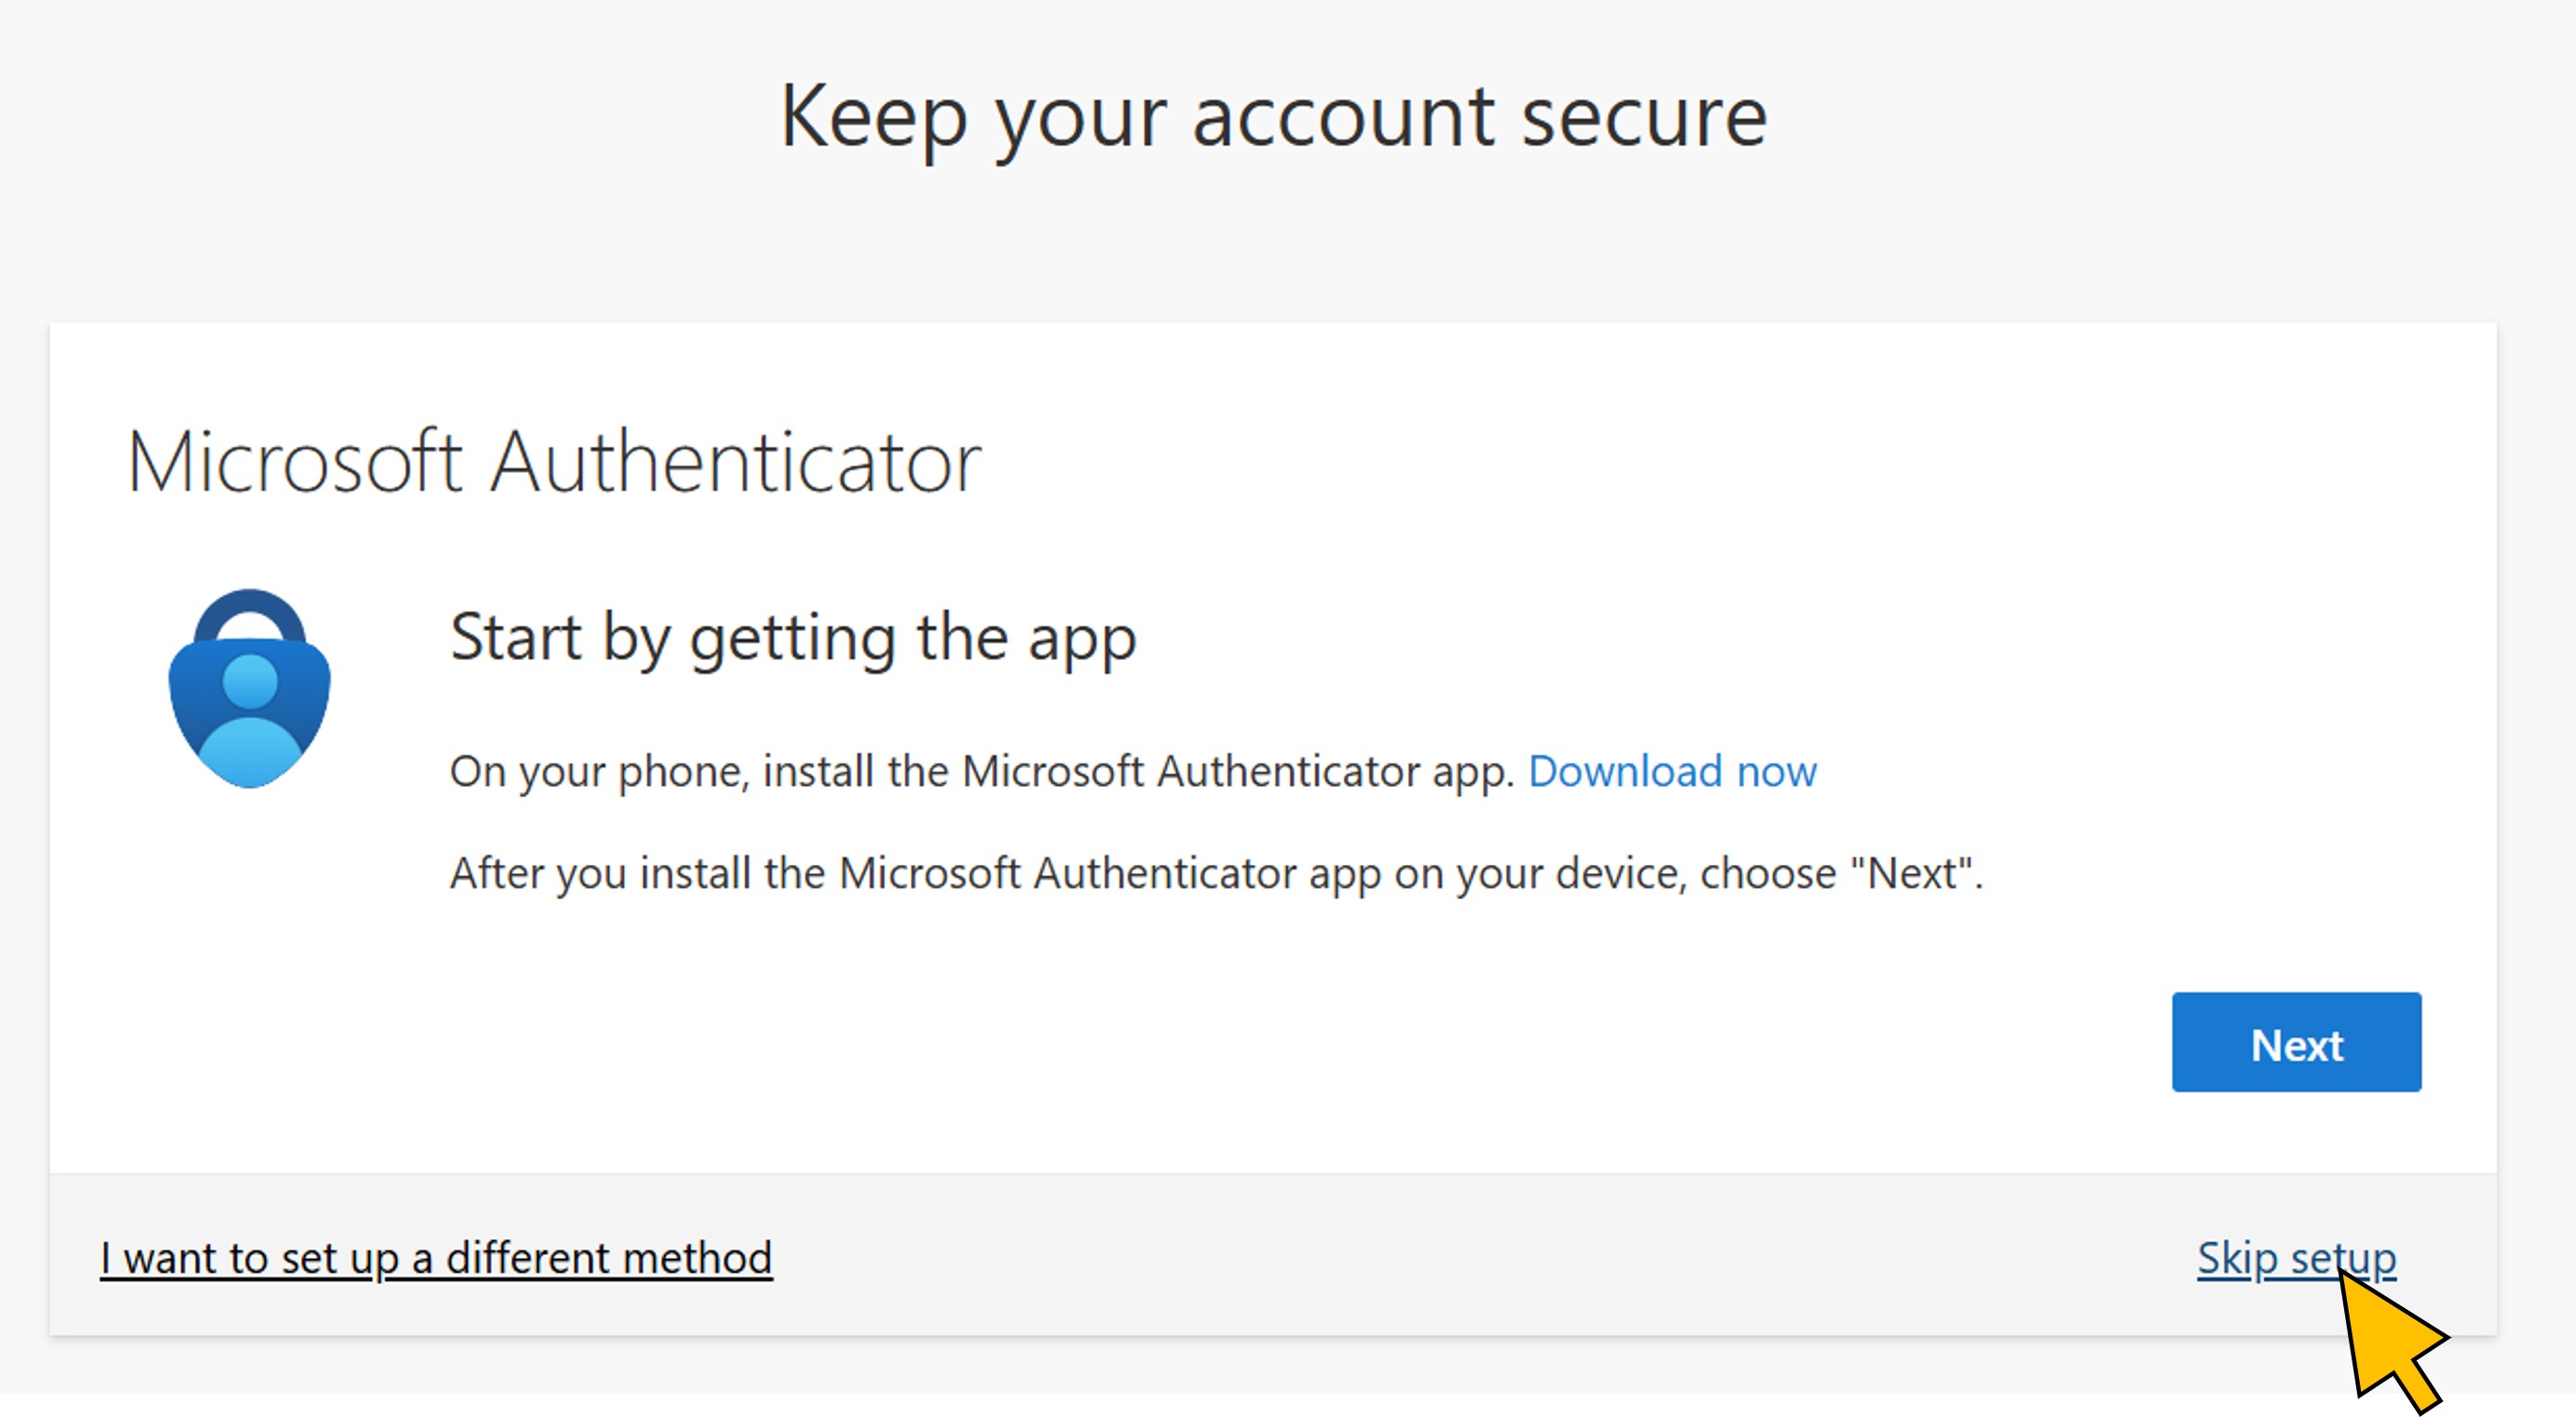 Keep your account secure
Microsoft Authenticator
Start by getting the app
On your phone, install the Microsoft Authenticator app. Download now
After you install the Microsoft Authenticator app on your device, choose "Next".
Next
I want to set up a different method
Skip setup